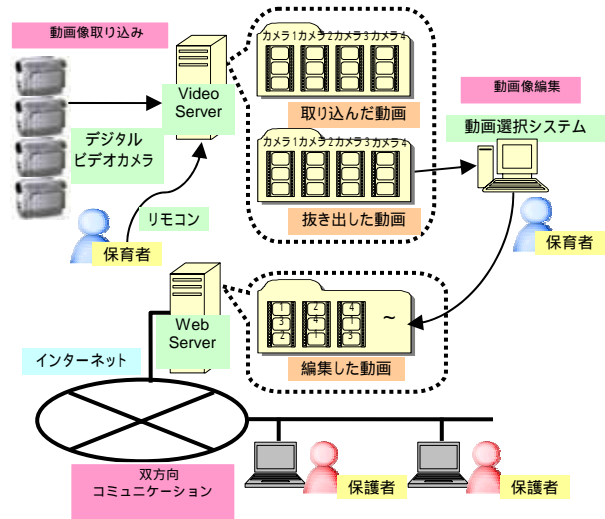 動画像取り込み
Video
Server
デジタル
ビデオカメラ
リモコン
保育者
カメラ1カメラ2カメラ3カメラ4
取り込んだ動画
カメラ1カメラ2カメラ3カメラ4
抜き出した動画
動画像編集
動画選択システム
保育者
Web
Server
1 2 4
3 4 1
2 1 3
~
編集した動画
インターネット
双方向
コミュニケーション
保護者
保護者